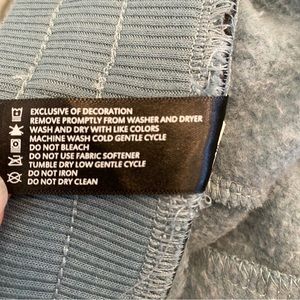 EXCLUSIVE OF DECORATION
REMOVE PROMPTLY FROM WASHER AND DRYER
WASH AND DRY WITH LIKE COLORS
MACHINE WASH COLD GENTLE CYCLE
DO NOT BLEACH
DO NOT USE FABRIC SOFTENER
TUMBLE DRY LOW GENTLE CYCLE
DO NOT IRON
DO NOT DRY CLEAN